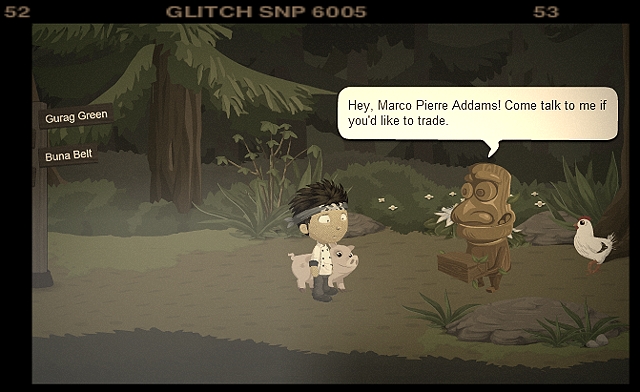 52 GLITCH SNP 6005 53
Gurag Green
Buna Belt
Hey, Marco Pierre Addams! Come talk to me if
you'd like to trade.